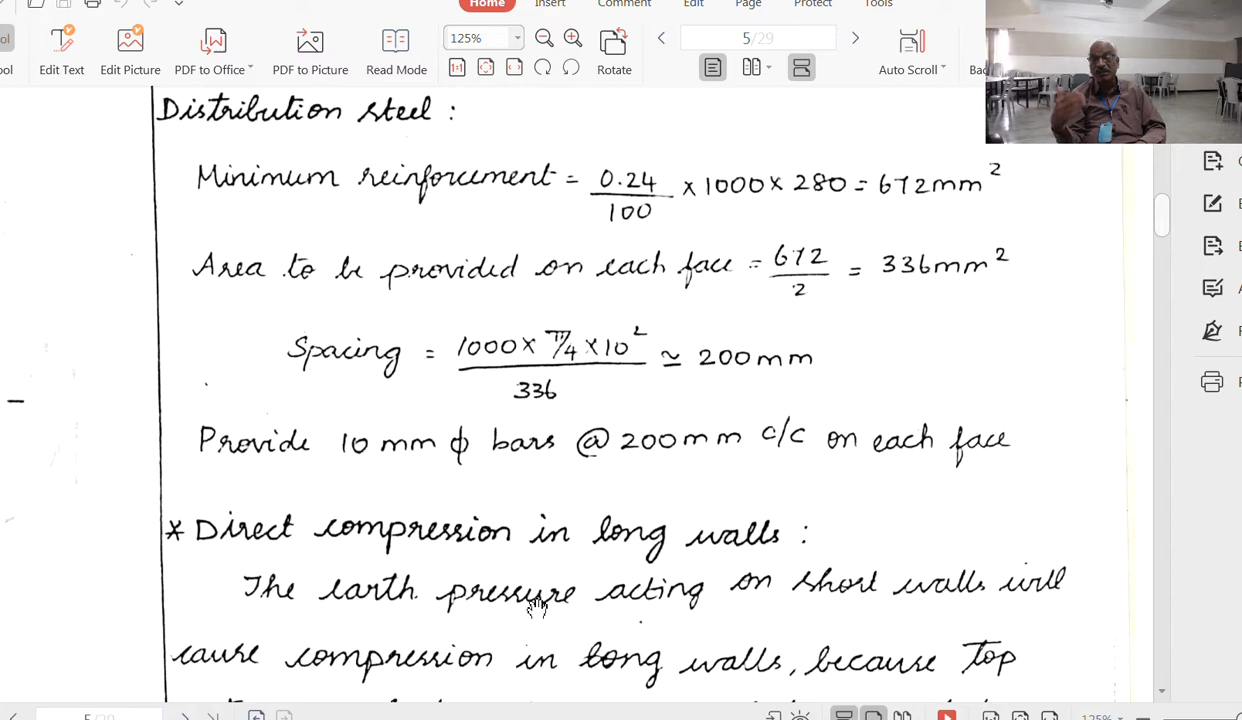 Home Insert Comment Edit Page Protect Tools
125% 5/29
Edit Text Edit Picture PDF to Office PDF to Picture Read Mode Rotate Auto Scroll
Distribution steel :
Minimum reinforcement = 0.24/100 × 1000 × 280 = 672 mm²
Area to be provided on each face = 672/2 = 336 mm²
Spacing = 1000 × π/4 × 10² / 336 ≃ 200 mm
Provide 10 mm ϕ bars @ 200 mm c/c on each face
* Direct compression in long walls :
The earth pressure acting on short walls will
cause compression in long walls, because top